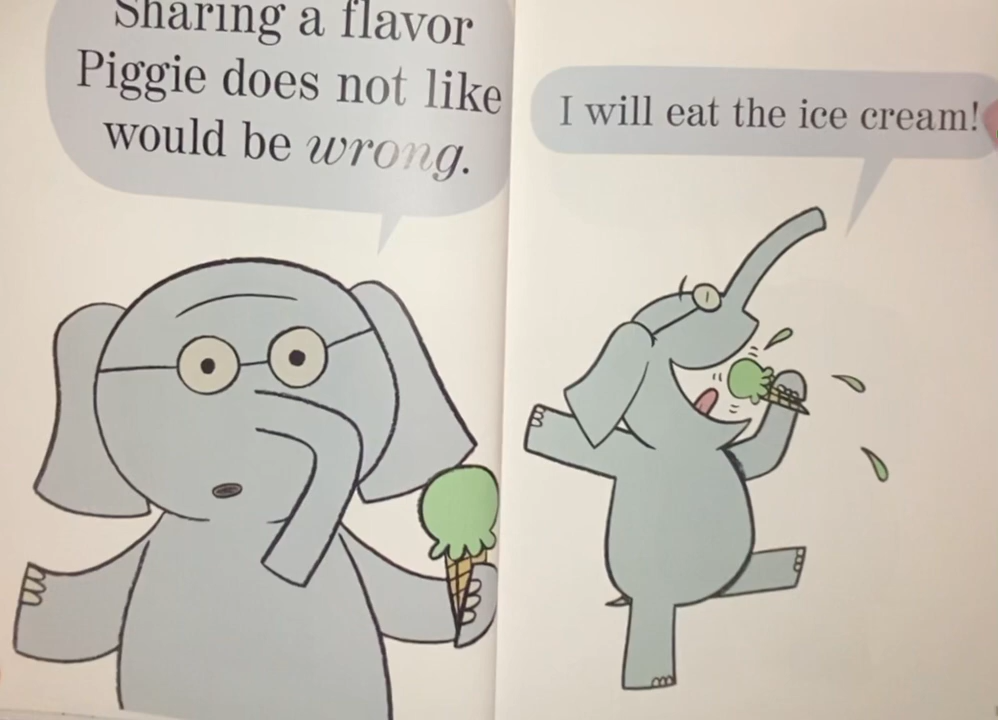 Sharing a flavor
Piggie does not like
would be wrong.
I will eat the ice cream!